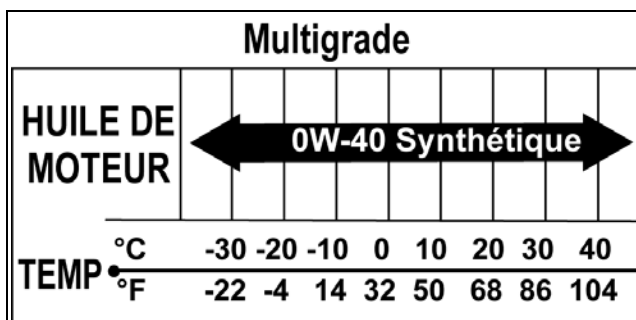 Multigrade
HUILE DE
MOTEUR
0W-40 Synthétique
TEMP
°C -30 -20 -10 0 10 20 30 40
°F -22 -4 14 32 50 68 86 104